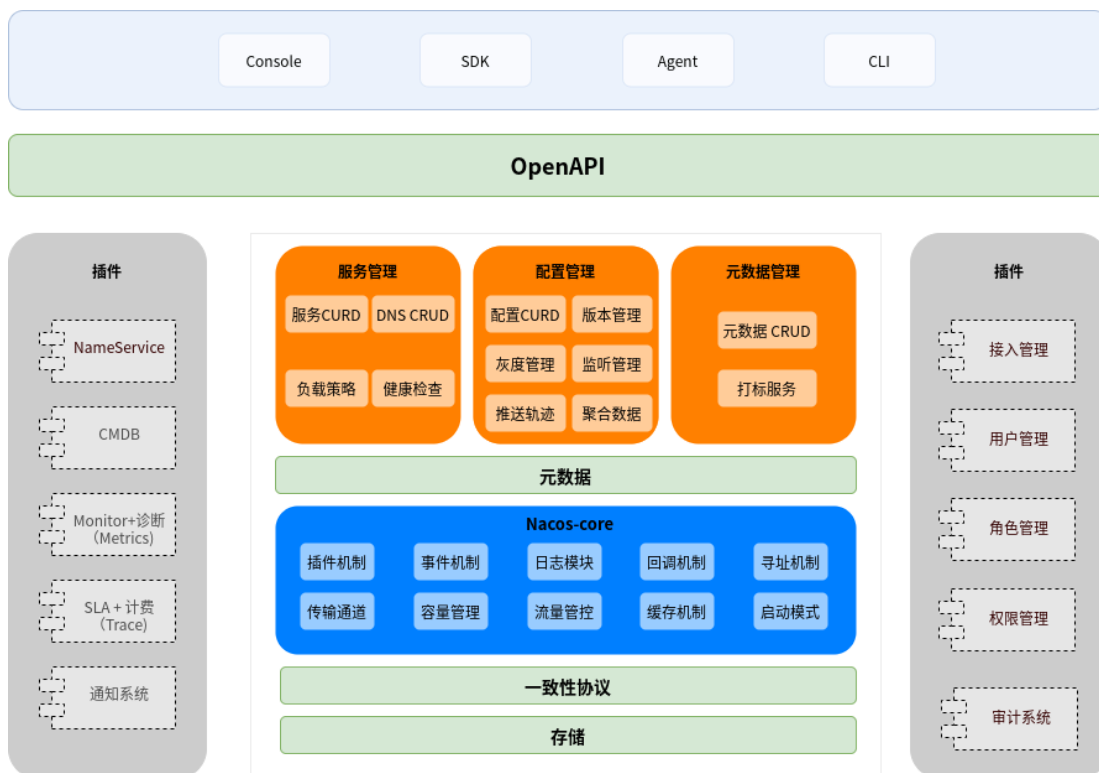 Console
SDK
Agent
CLI
OpenAPI
插件
NameService
CMDB
Monitor+诊断
（Metrics)
SLA + 计费
（Trace)
通知系统
服务管理
服务CURD
DNS CRUD
负载策略
健康检查
配置管理
配置CURD
版本管理
灰度管理
监听管理
推送轨迹
聚合数据
元数据管理
元数据 CRUD
打标服务
元数据
Nacos-core
插件机制
事件机制
日志模块
回调机制
寻址机制
传输通道
容量管理
流量管控
缓存机制
启动模式
一致性协议
存储
插件
接入管理
用户管理
角色管理
权限管理
审计系统